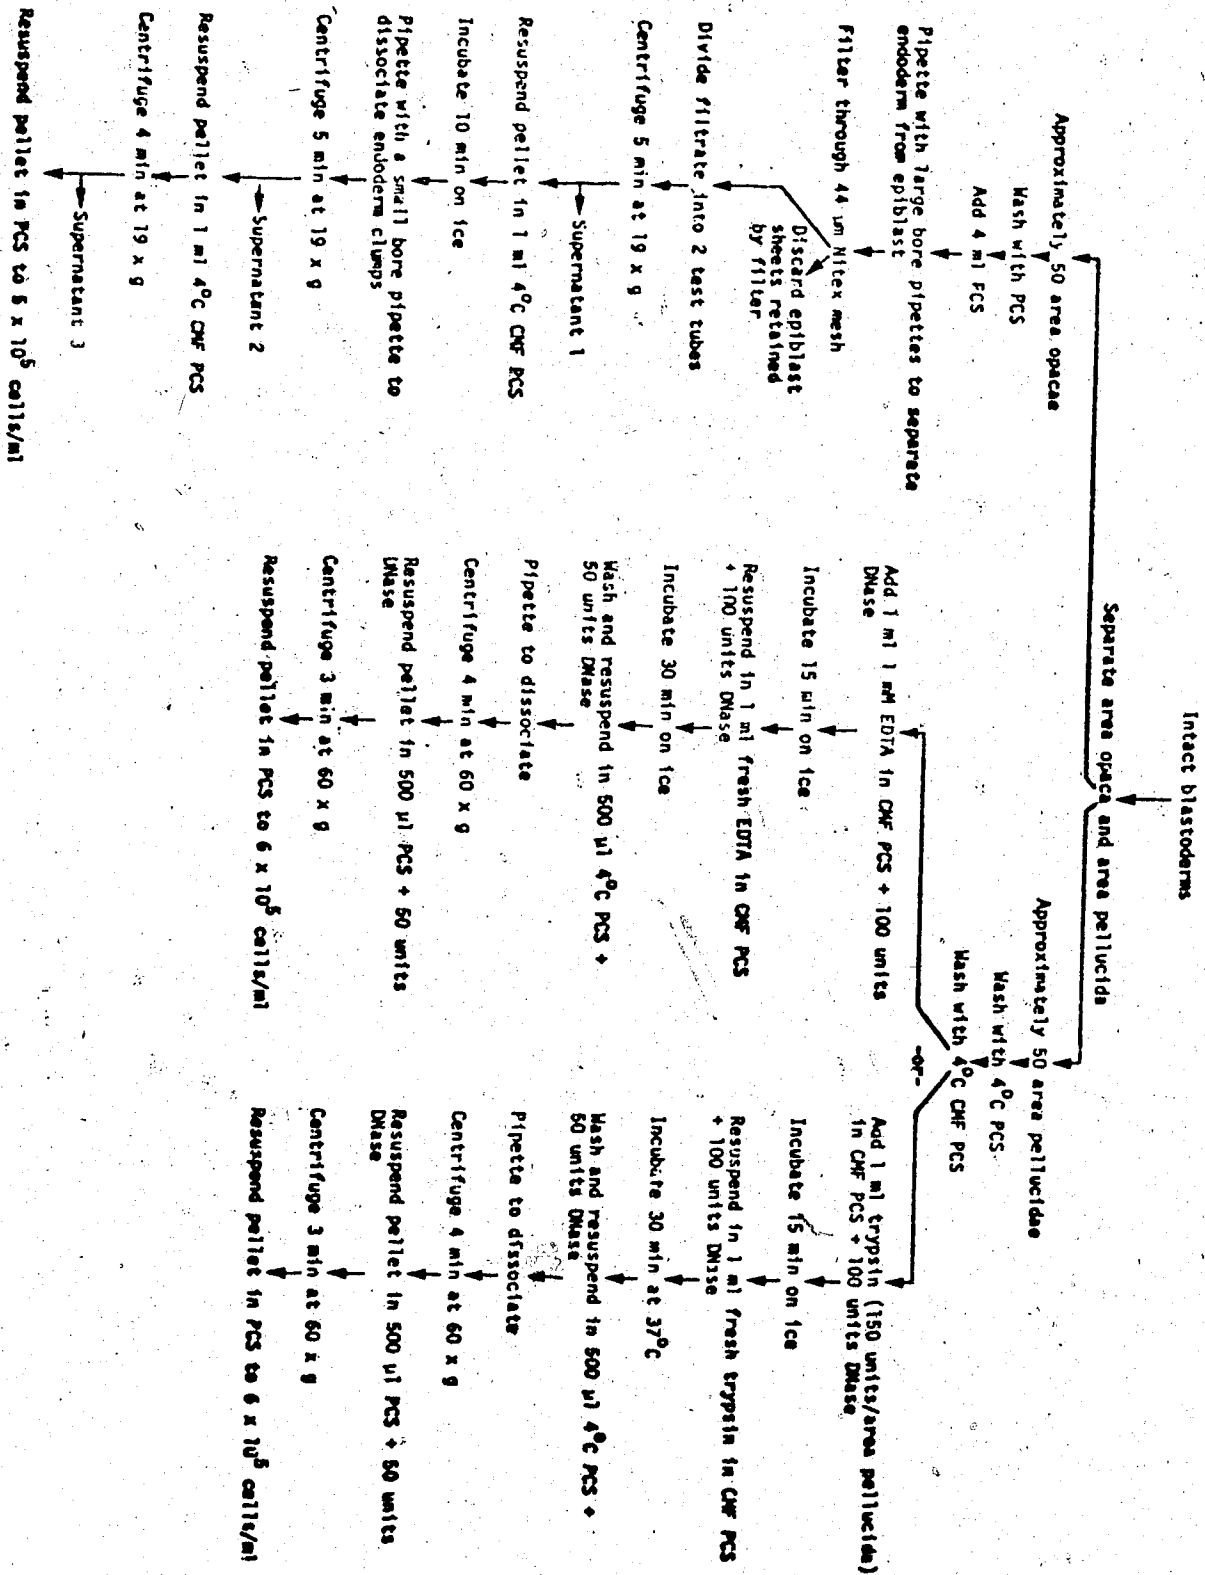 Intact blastoderms
Separate area opaca and area pellucida
Approximately 50 area opacae
Wash with PCS
Add 4 ml FCS
Pipette with large bore pipettes to separate
endoderm from epiblast
Filter through 44 µm Nitex mesh
Discard epiblast
sheets retained
by filter
Divide filtrate into 2 test tubes
Centrifuge 5 min at 19 x g
Supernatant 1
Resuspend pellet in 1 ml 4°C CMF PCS
Incubate 10 min on ice
Pipette with a small bore pipette to
dissociate endoderm clumps
Centrifuge 5 min at 19 x g
Supernatant 2
Resuspend pellet in 1 ml 4°C CMF PCS
Centrifuge 4 min at 19 x g
Supernatant 3
Resuspend pellet in PCS to 6 x 10⁵ cells/ml
Approximately 50 area pellucidae
Wash with 4°C PCS
Wash with 4°C CMF PCS
-or-
Add 1 ml 1 mM EDTA in CMF PCS + 100 units
DNase
Incubate 15 min on ice
Resuspend in 1 ml fresh EDTA in CMF PCS
+ 100 units DNase
Incubate 30 min on ice
Wash and resuspend in 500 µl 4°C PCS +
50 units DNase
Pipette to dissociate
Centrifuge 4 min at 60 x g
Resuspend pellet in 500 µl PCS + 50 units
DNase
Centrifuge 3 min at 60 x g
Resuspend pellet in PCS to 6 x 10⁵ cells/ml
Add 1 ml trypsin (150 units/area pellucida)
in CMF PCS + 100 units DNase
Incubate 15 min on ice
Resuspend in 1 ml fresh trypsin in CMF PCS
+ 100 units DNase
Incubate 30 min at 37°C
Wash and resuspend in 500 µl 4°C PCS +
50 units DNase
Pipette to dissociate
Centrifuge 4 min at 60 x g
Resuspend pellet in 500 µl PCS + 50 units
DNase
Centrifuge 3 min at 60 x g
Resuspend pellet in PCS to 6 x 10⁵ cells/ml